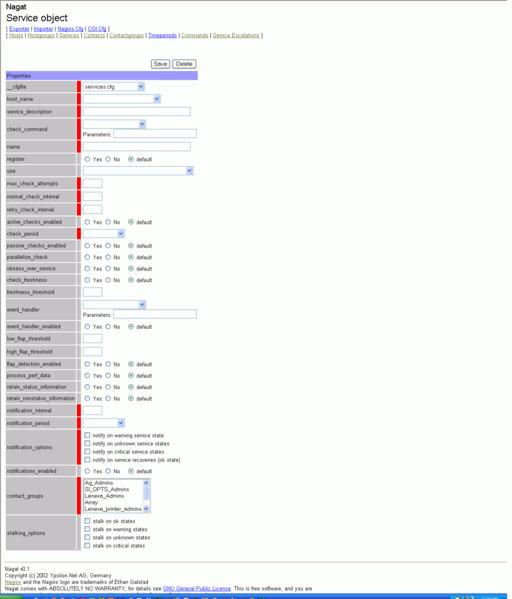 Nagat
Service object
[ Exporter | Importer | Nagios.Cfg | CGI.Cfg ]
[ Hosts | Hostgroups | Services | Contacts | Contactgroups | Timeperiods | Commands | Service Escalations ]
Save Delete
Properties
__cfgfile services.cfg
host_name
service_description
check_command
Parameters:
name
register Yes No default
use
max_check_attempts
normal_check_interval
retry_check_interval
active_checks_enabled Yes No default
check_period
passive_checks_enabled Yes No default
parallelize_check Yes No default
obsess_over_service Yes No default
check_freshness Yes No default
freshness_threshold
event_handler
Parameters:
event_handler_enabled Yes No default
low_flap_threshold
high_flap_threshold
flap_detection_enabled Yes No default
process_perf_data Yes No default
retain_status_information Yes No default
retain_nonstatus_information Yes No default
notification_interval
notification_period
notification_options
notify on warning service state
notify on unknown service states
notify on critical service states
notify on service recoveries (ok state)
notifications_enabled Yes No default
contact_groups
Ag_Admins
SI_OPTS_Admins
Lenexa_Admins
Array
Lenexa_printer_admins
stalking_options
stalk on ok states
stalk on warning states
stalk on unknown states
stalk on critical states
Nagat v0.1
Copyright (c) 2002 Ypsilon.Net AG, Germany
Nagios and the Nagios logo are trademarks of Ethan Galstad
Nagat comes with ABSOLUTELY NO WARRANTY; for details see GNU General Public License. This is free software, and you are